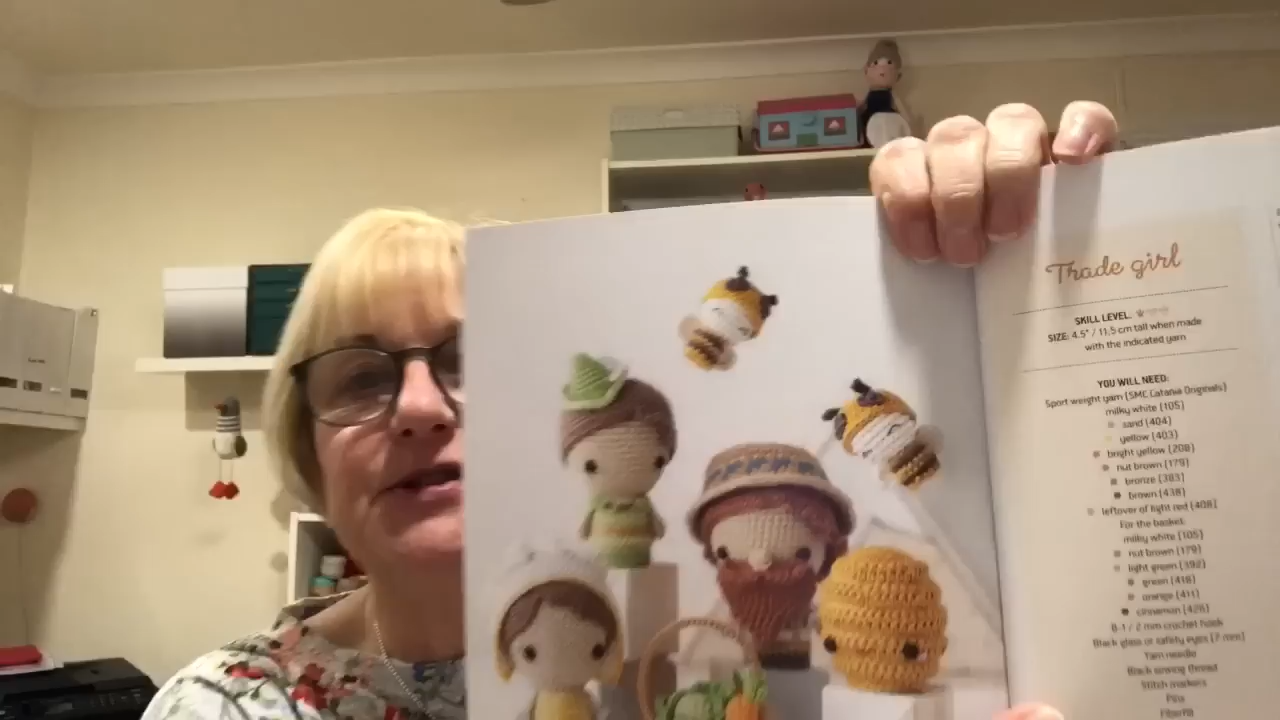 Trade girl
SKILL LEVEL:
SIZE: 4.5" / 11,5 cm tall when made
with the indicated yarn
YOU WILL NEED:
Sport weight yarn (SMC Catania Originals)
milky white (105)
sand (404)
yellow (403)
bright yellow (208)
nut brown (179)
bronze (383)
brown (438)
leftover of light red (408)
For the basket:
milky white (105)
nut brown (179)
light green (392)
green (418)
orange (411)
cinnamon (426)
B-1 / 2 mm crochet hook
Black glass or safety eyes (7 mm)
Yarn needle
Black sewing thread
Stitch markers
Pins
Fiberfill